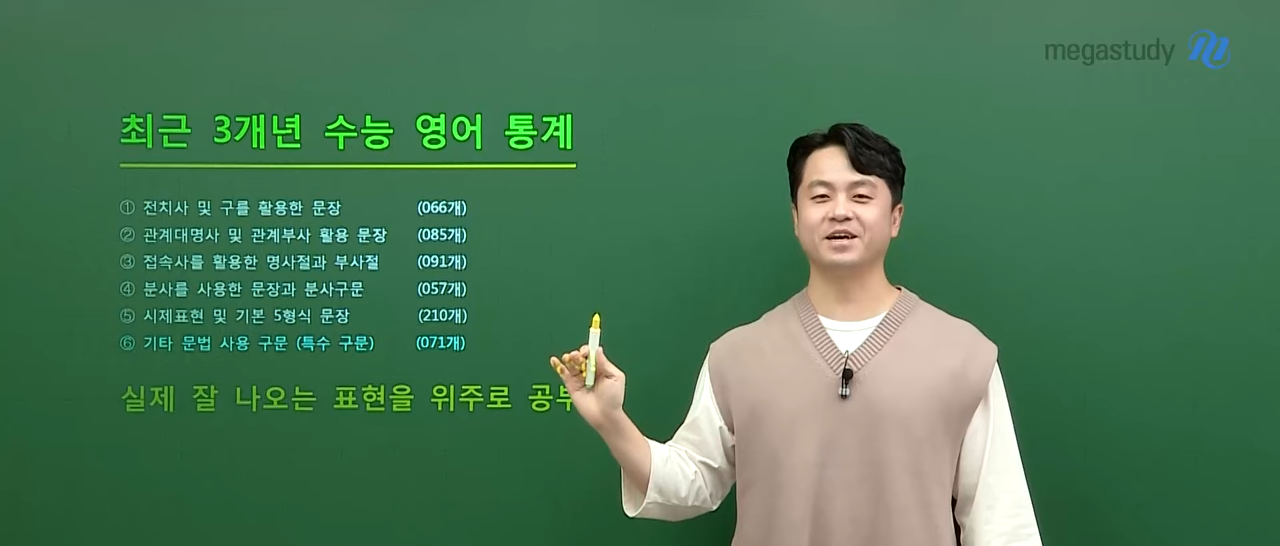 megastudy
최근 3개년 수능 영어 통계
① 전치사 및 구를 활용한 문장 (066개)
② 관계대명사 및 관계부사 활용 문장 (085개)
③ 접속사를 활용한 명사절과 부사절 (091개)
④ 분사를 사용한 문장과 분사구문 (057개)
⑤ 시제표현 및 기본 5형식 문장 (210개)
⑥ 기타 문법 사용 구문 (특수 구문) (071개)
실제 잘 나오는 표현을 위주로 공부